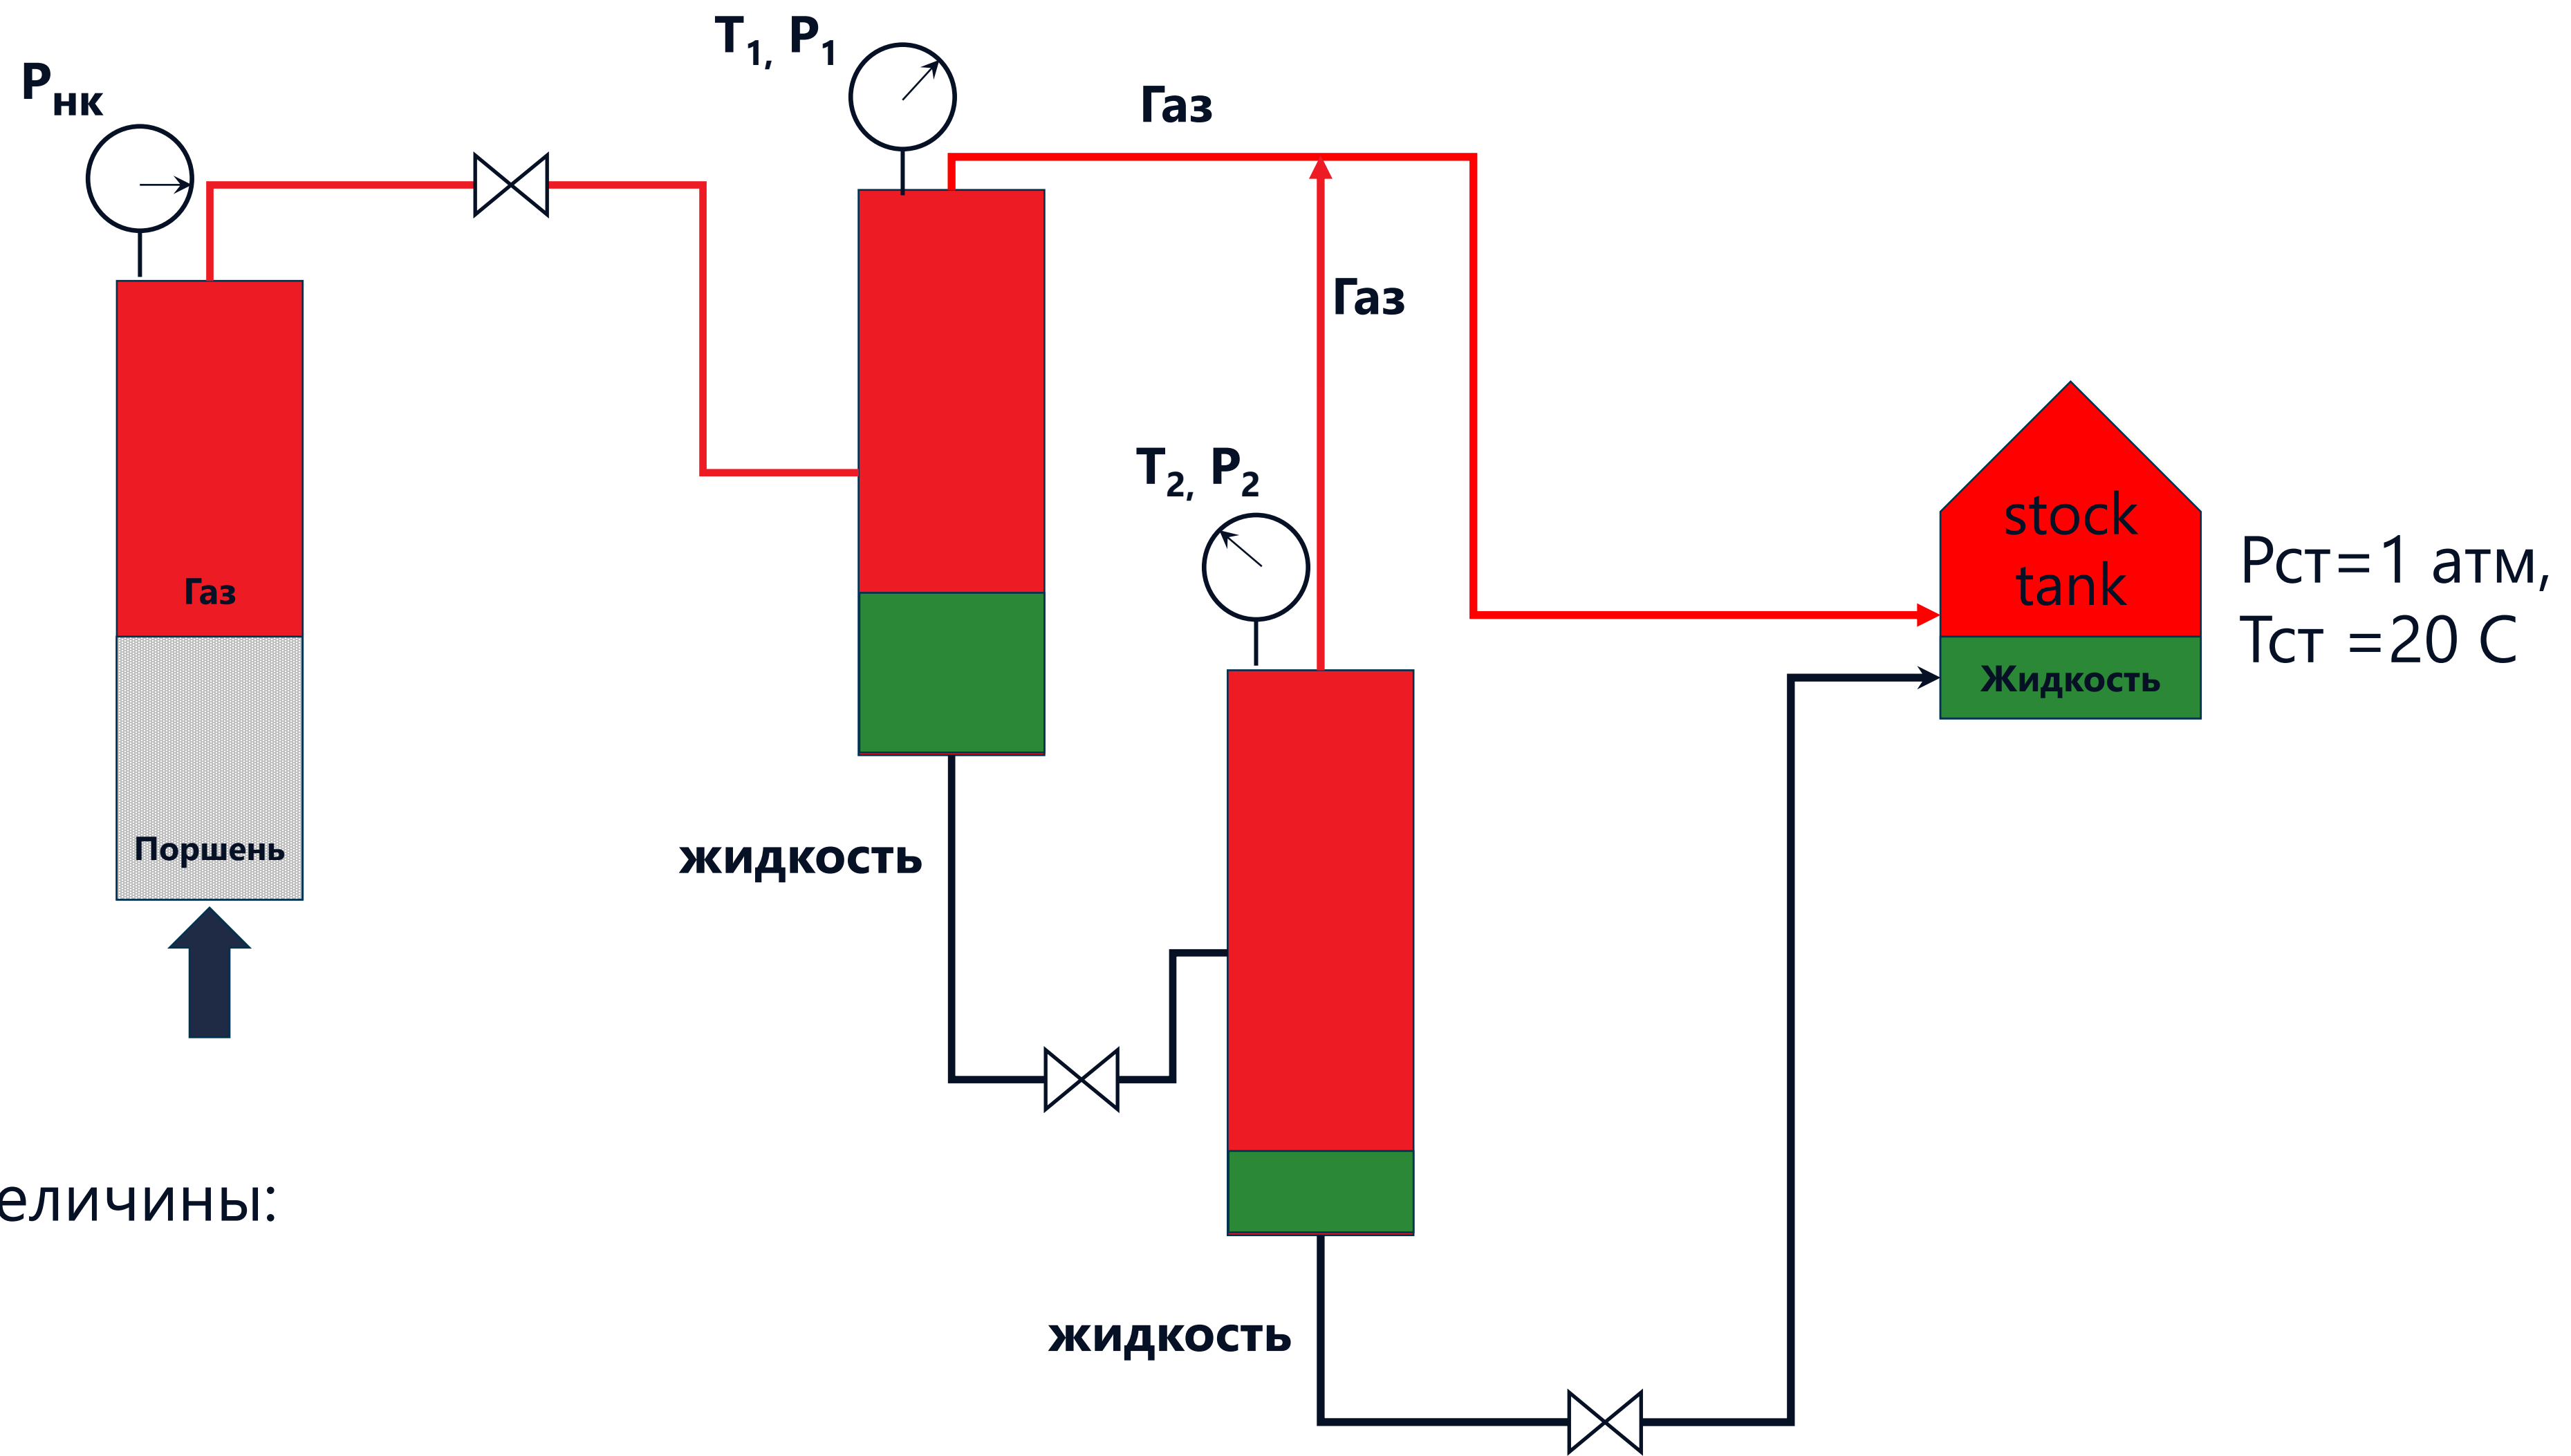 Pнк
T1, P1
Газ
Газ
T2, P2
stock
tank
Pст=1 атм,
Tст =20 C
Газ
Жидкость
Поршень
жидкость
еличины:
жидкость